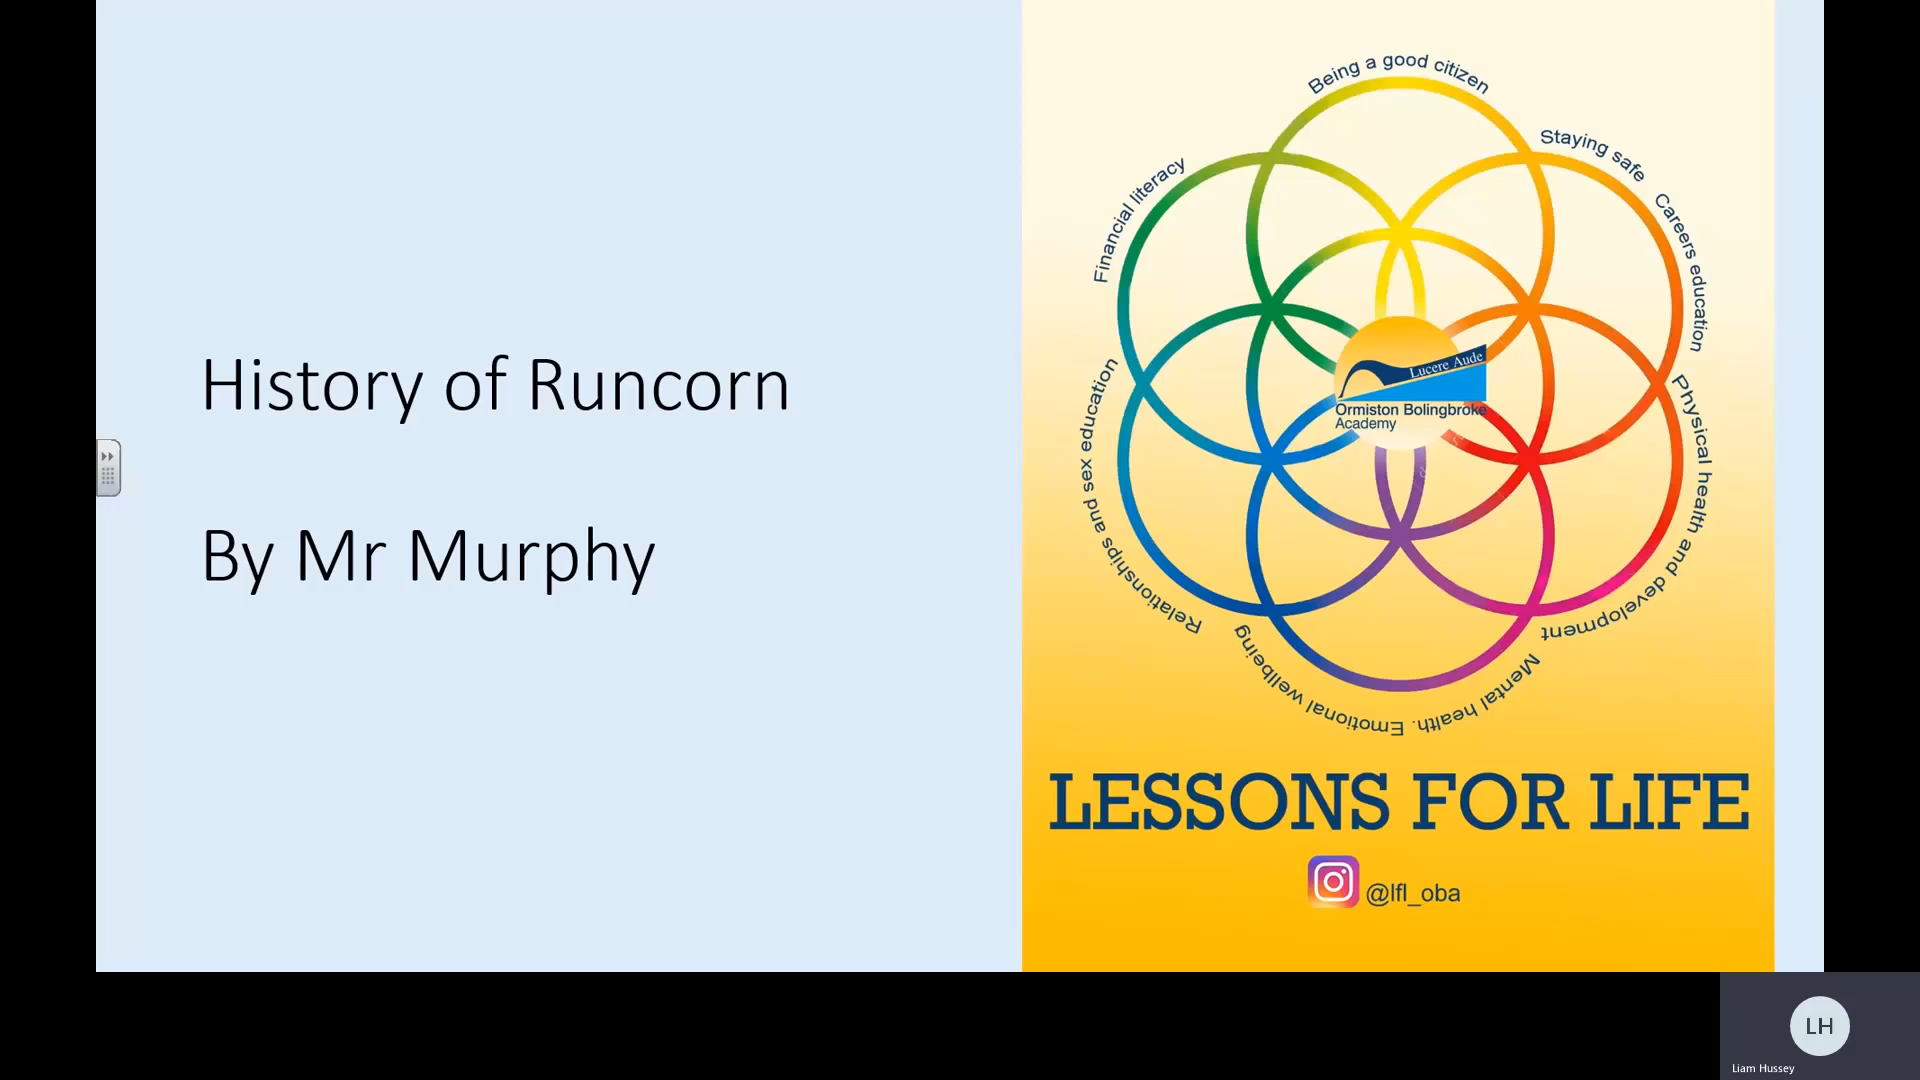 History of Runcorn
By Mr Murphy
Being a good citizen
Staying safe
Careers education
Physical health and development
Mental health. Emotional wellbeing
Relationships and sex education
Financial literacy
Lucere Aude
Ormiston Bolingbroke
Academy
LESSONS FOR LIFE
@lfl_oba
LH
Liam Hussey